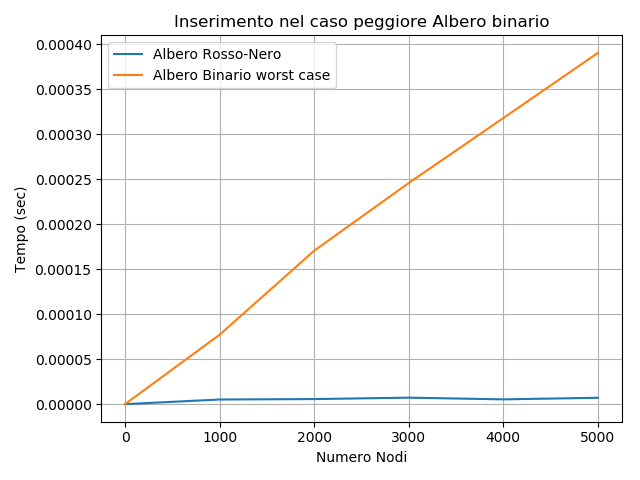 Inserimento nel caso peggiore Albero binario
Albero Rosso-Nero
Albero Binario worst case
Tempo (sec)
0.00040
0.00035
0.00030
0.00025
0.00020
0.00015
0.00010
0.00005
0.00000
0 1000 2000 3000 4000 5000
Numero Nodi